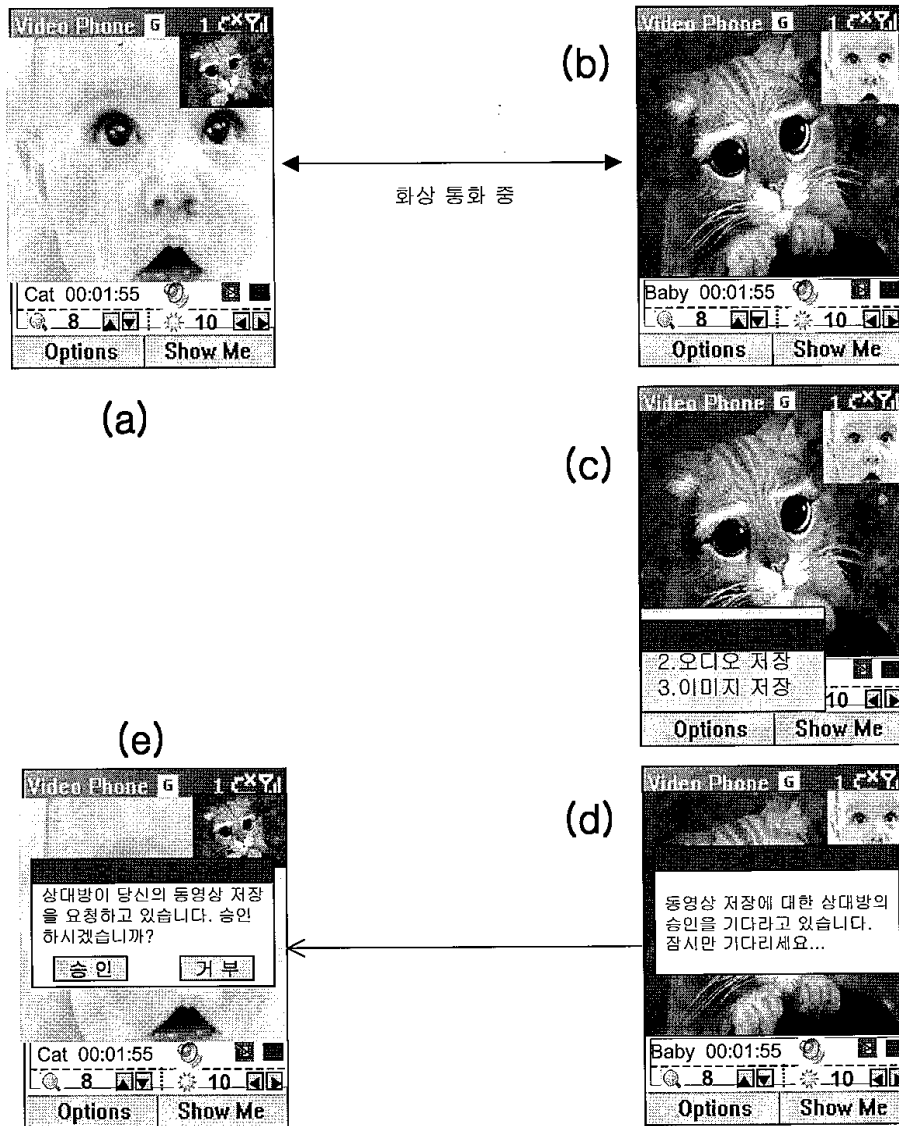 Video Phone G 1
Cat 00:01:55
8 10
Options Show Me
(a)
화상 통화 중
(b)
Video Phone G 1
Baby 00:01:55
8 10
Options Show Me
(c)
Video Phone G 1
2.오디오 저장
3.이미지 저장
10
Options Show Me
(d)
Video Phone G 1
동영상 저장에 대한 상대방의
승인을 기다라고 있습니다.
잠시만 기다리세요...
Baby 00:01:55
8 10
Options Show Me
(e)
Video Phone G 1
상대방이 당신의 동영상 저장
을 요청하고 있습니다. 승인
하시겠습니까?
승 인 거 부
Cat 00:01:55
8 10
Options Show Me